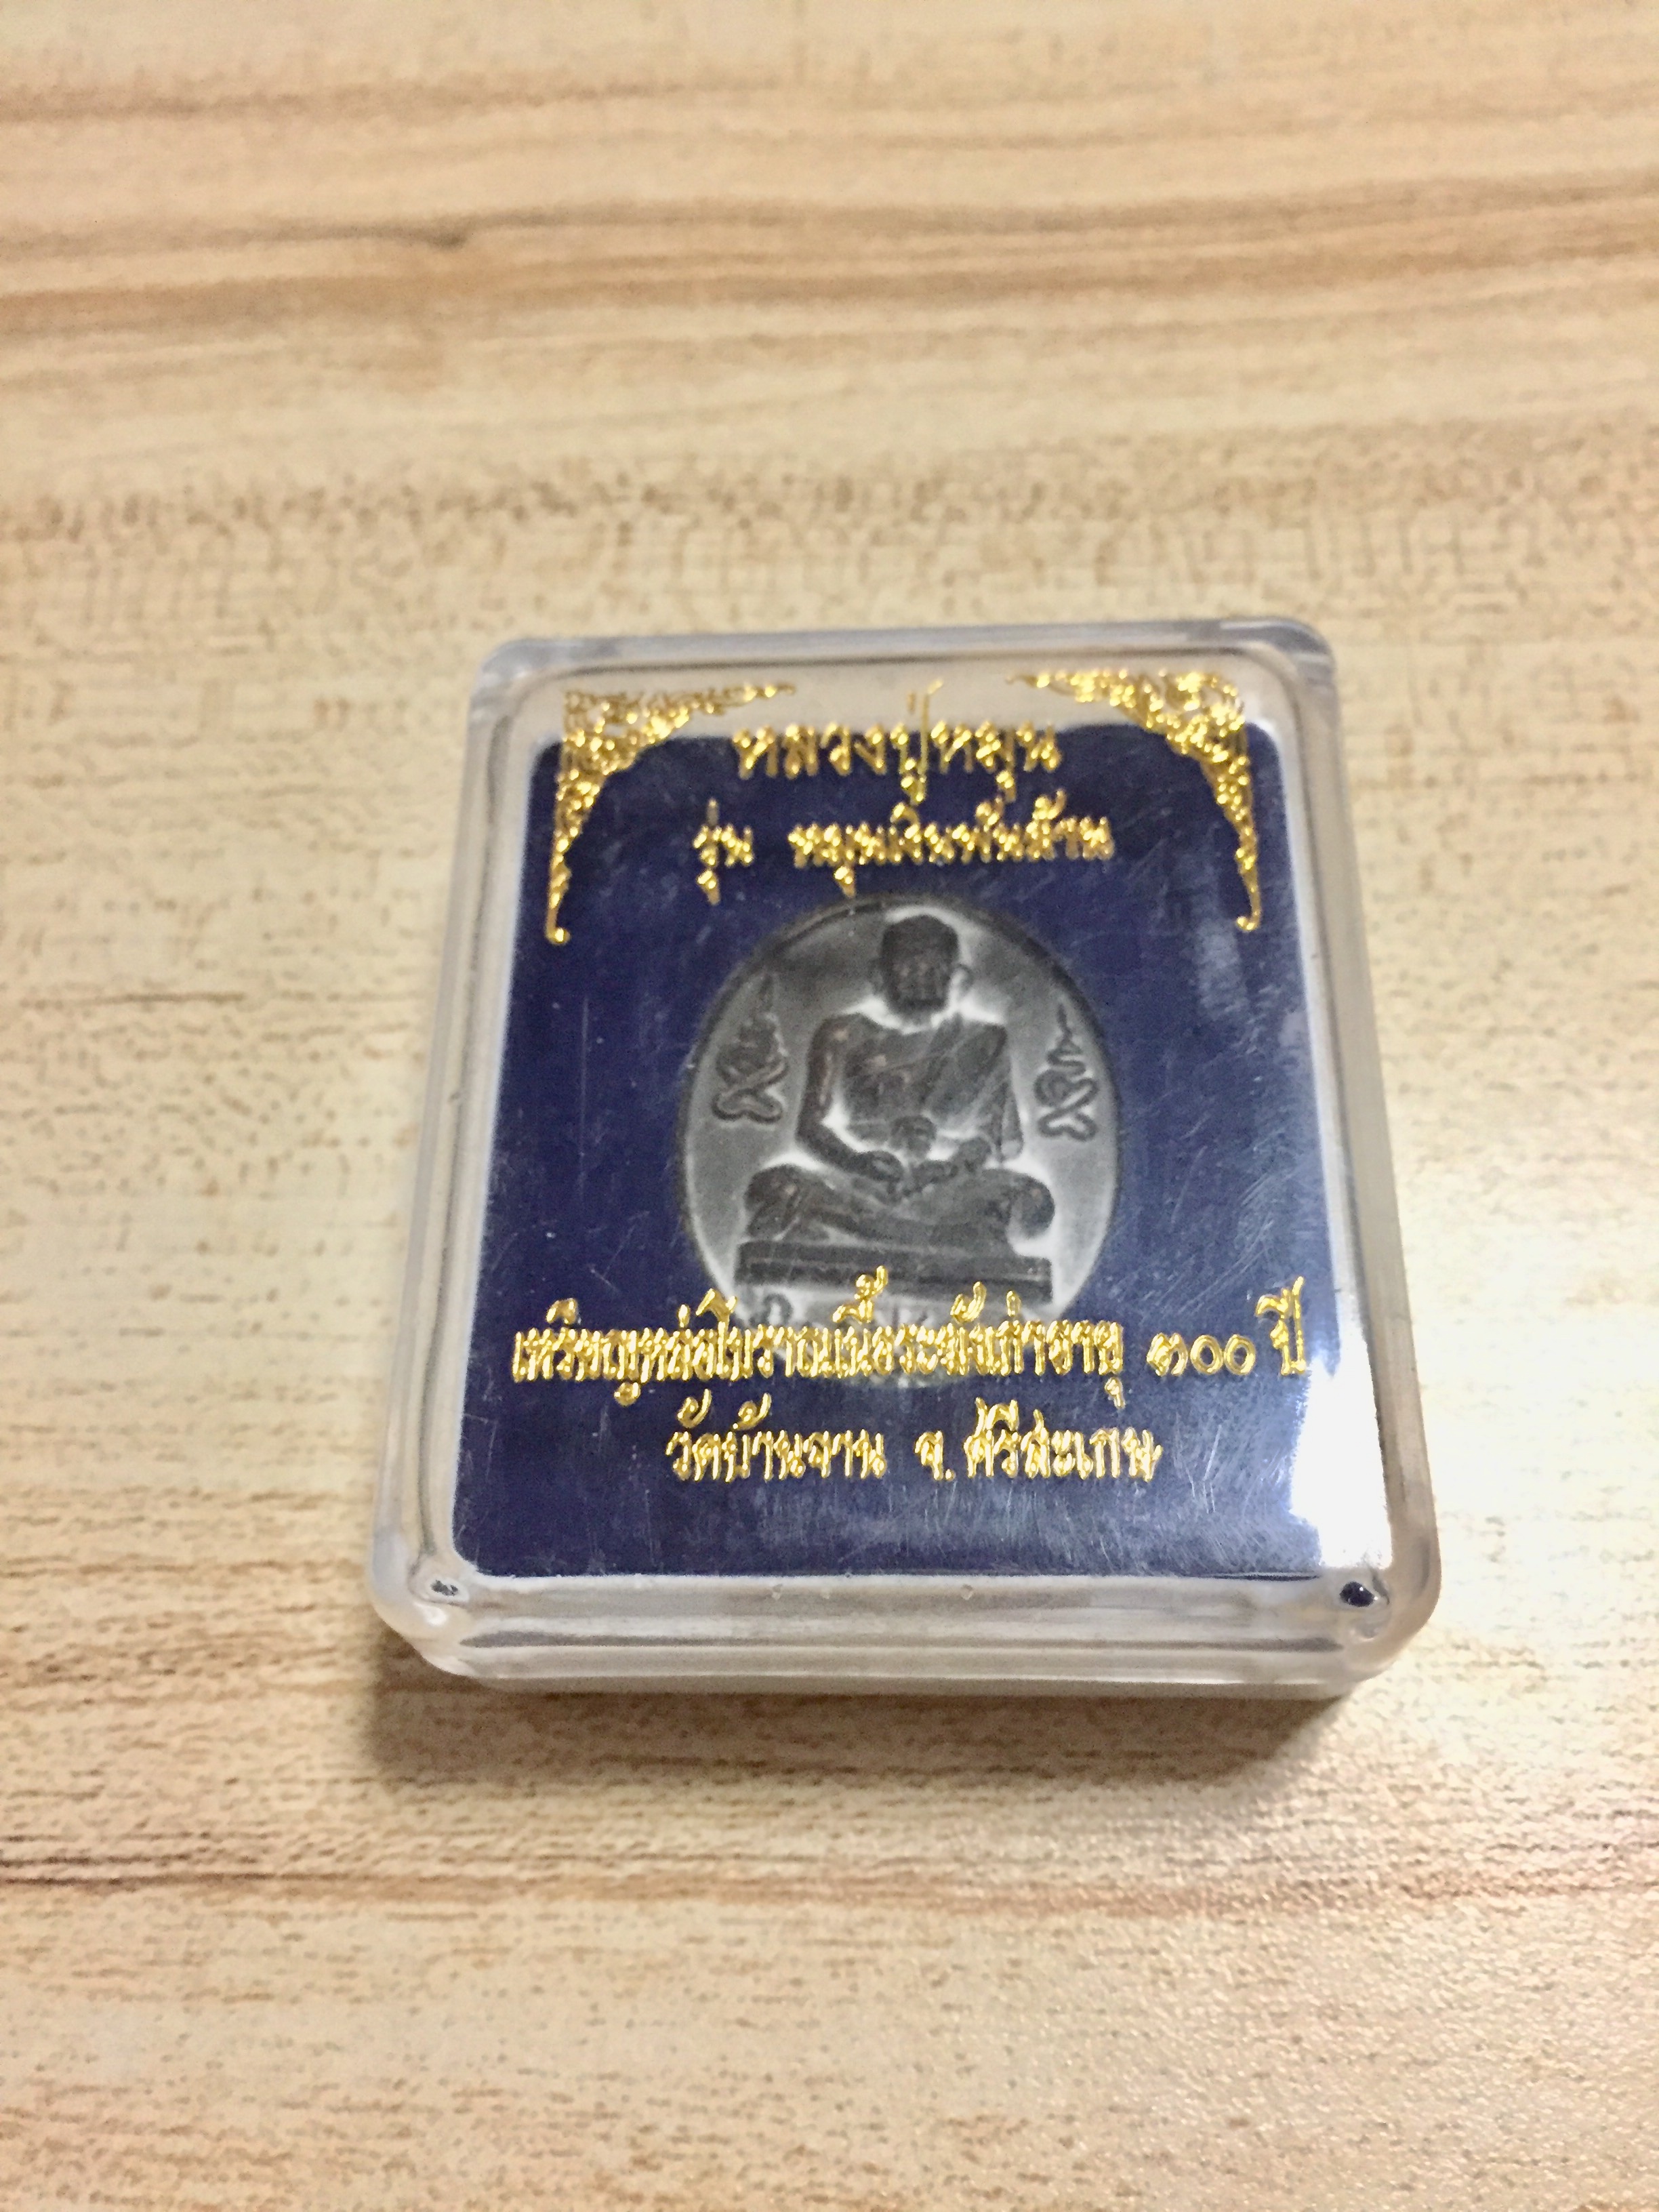 หลวงปู่หมุน
รุ่น หมุนเงินพันล้าน
เหรียญหล่อโบราณเนื้อระฆังเก่าอายุ ๓๐๐ ปี
วัดบ้านจาน จ.ศรีสะเกษ